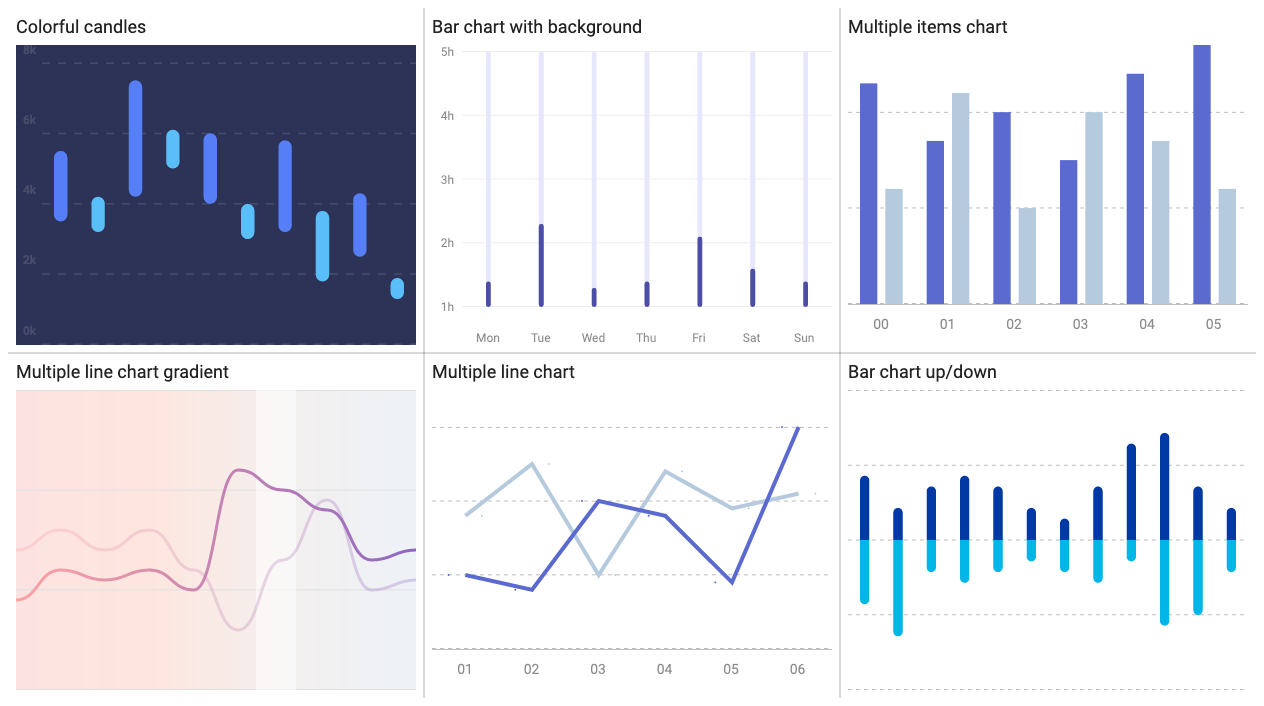 Colorful candles
8k
6k
4k
2k
0k
Bar chart with background
5h
4h
3h
2h
1h
Mon Tue Wed Thu Fri Sat Sun
Multiple items chart
00 01 02 03 04 05
Multiple line chart gradient
Multiple line chart
01 02 03 04 05 06
Bar chart up/down